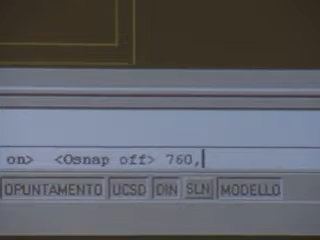 on> <Osnap off> 760,
OPUNTAMENTO UCSD DIN SLN MODELLO